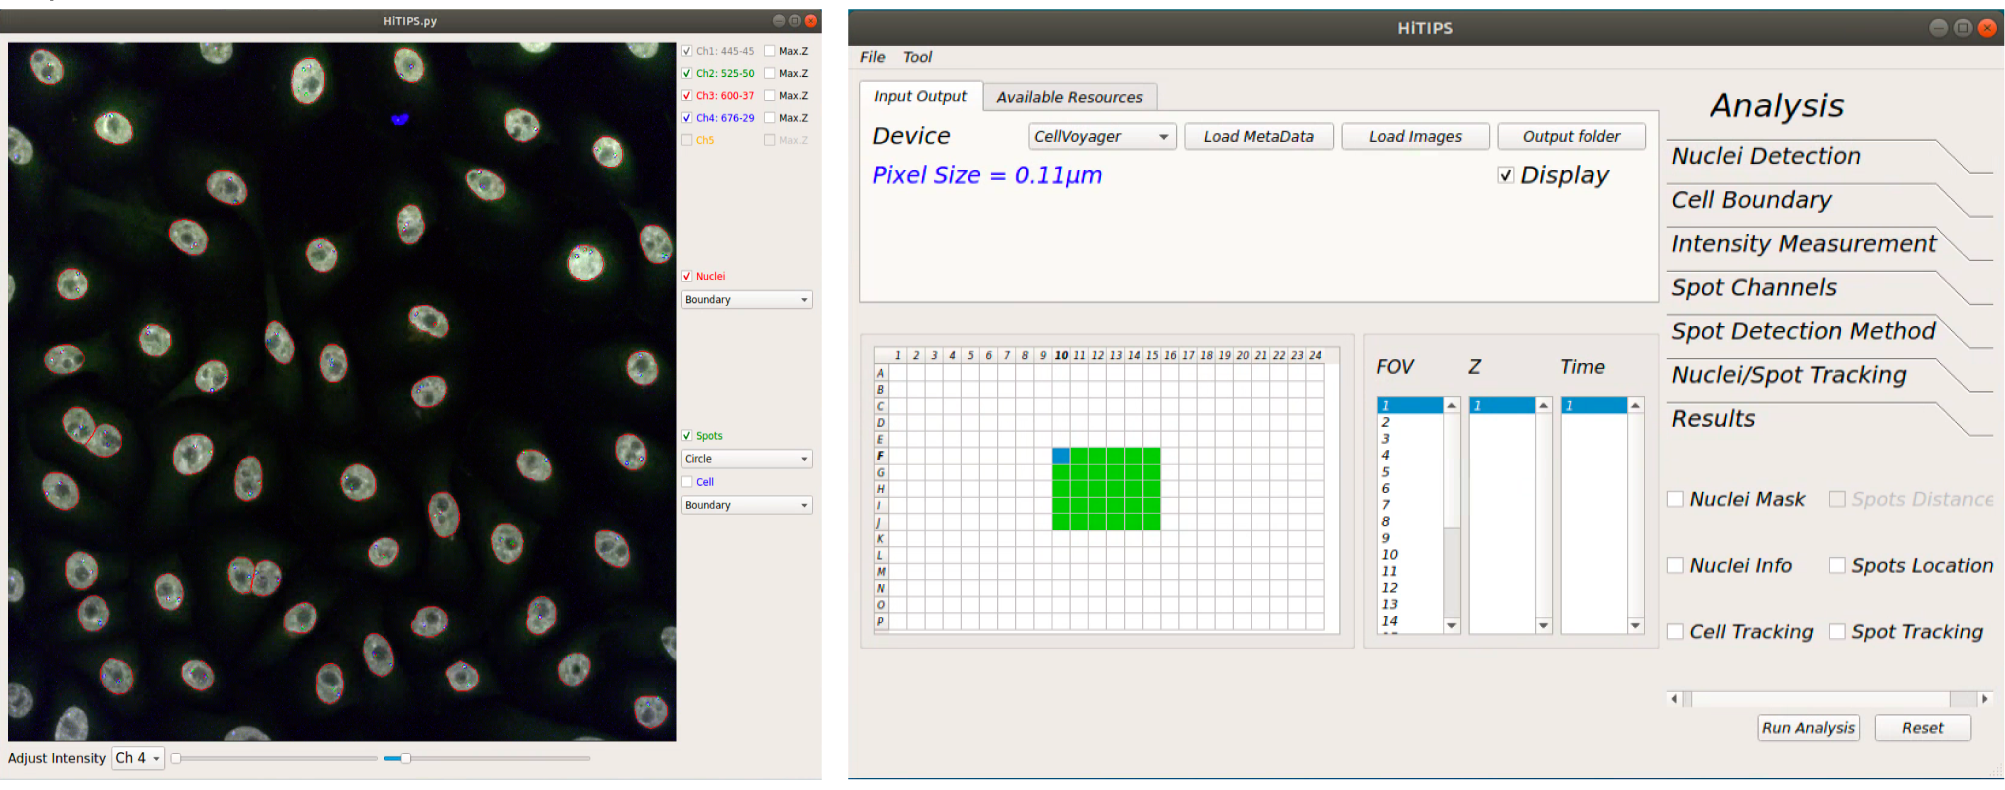 HiTIPS.py
Ch1: 445-45 Max.Z
Ch2: 525-50 Max.Z
Ch3: 600-37 Max.Z
Ch4: 676-29 Max.Z
Ch5 Max.Z
Nuclei
Boundary
Spots
Circle
Cell
Boundary
Adjust Intensity Ch 4
HiTIPS
File Tool
Input Output Available Resources
Device CellVoyager Load MetaData Load Images Output folder
Pixel Size = 0.11μm Display
1 2 3 4 5 6 7 8 9 10 11 12 13 14 15 16 17 18 19 20 21 22 23 24
A
B
C
D
E
F
G
H
I
J
K
L
M
N
O
P
FOV Z Time
1 1 1
2
3
4
5
6
7
8
9
10
11
12
13
14
Analysis
Nuclei Detection
Cell Boundary
Intensity Measurement
Spot Channels
Spot Detection Method
Nuclei/Spot Tracking
Results
Nuclei Mask Spots Distance
Nuclei Info Spots Location
Cell Tracking Spot Tracking
Run Analysis Reset